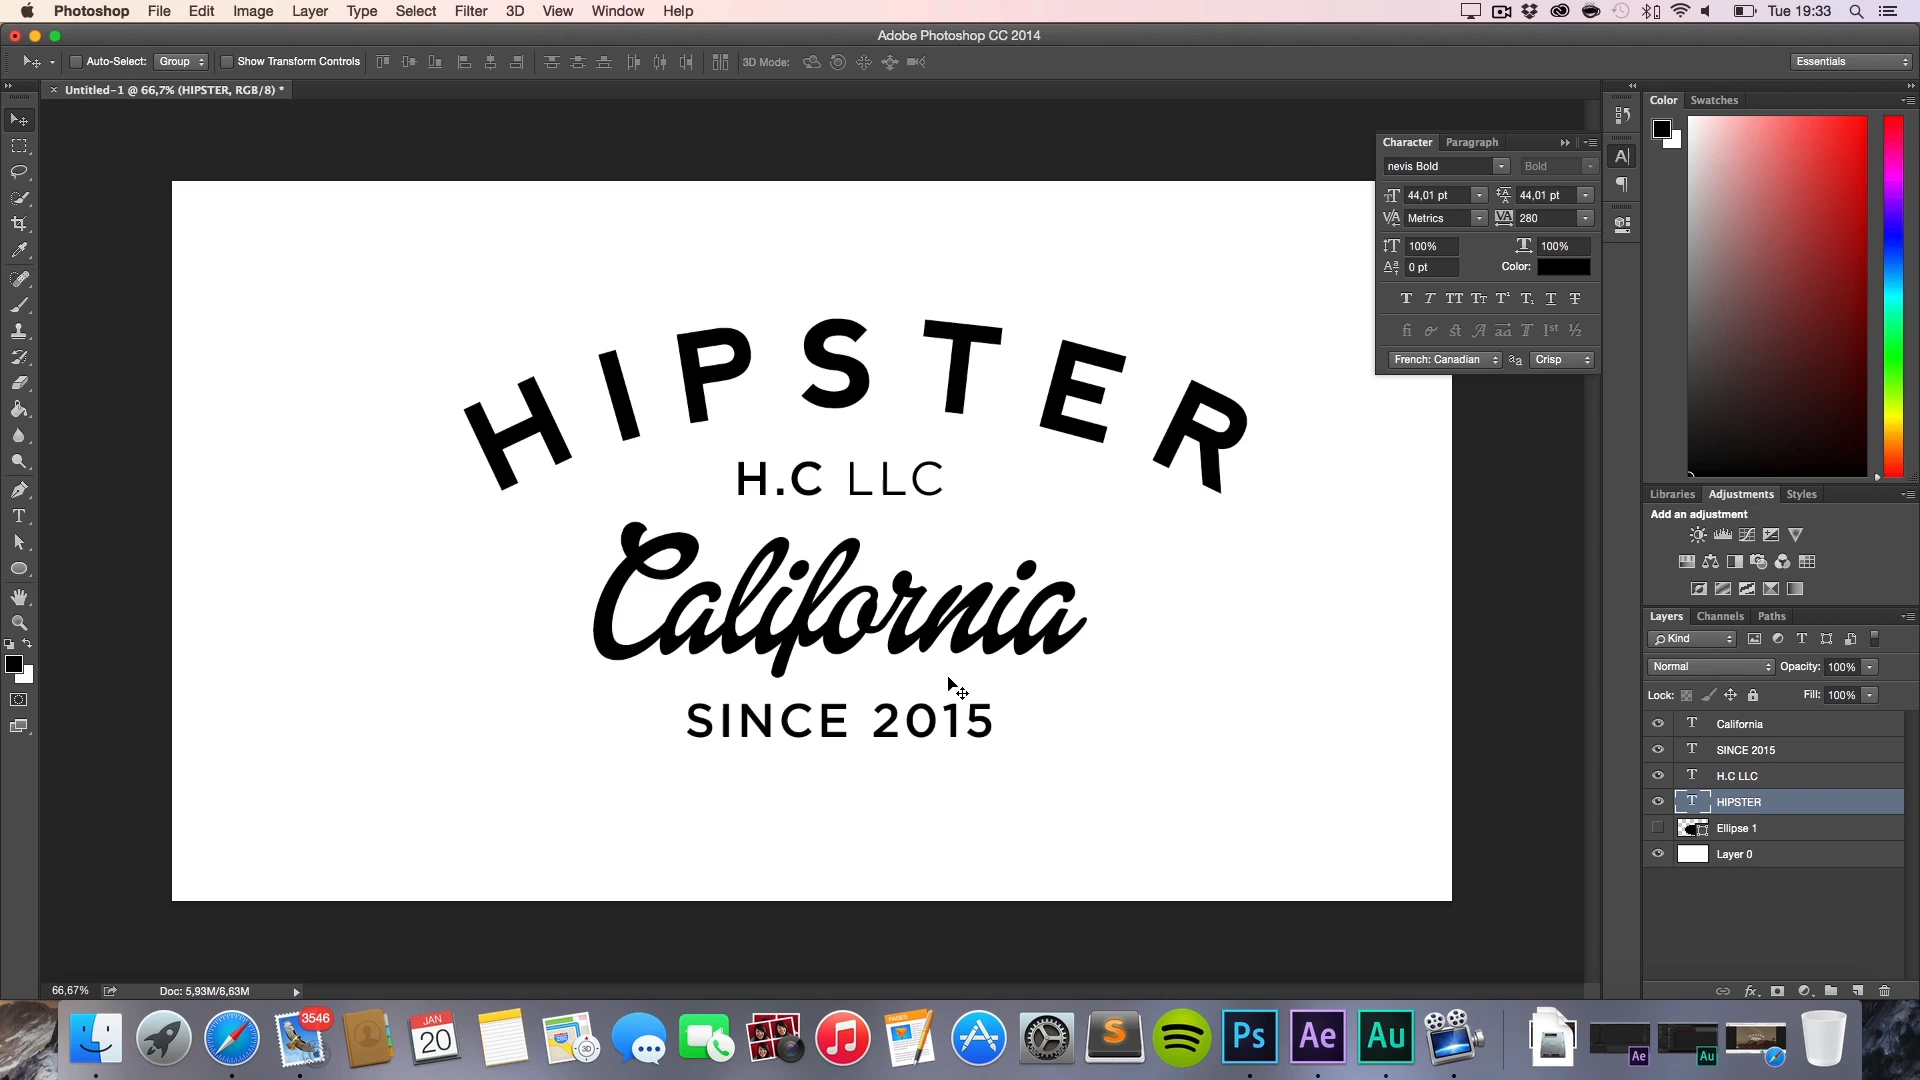 Photoshop File Edit Image Layer Type Select Filter 3D View Window Help Tue 19:33
Adobe Photoshop CC 2014
Auto-Select: Group Show Transform Controls 3D Mode: Essentials
× Untitled-1 @ 66,7% (HIPSTER, RGB/8) *
Color Swatches
Character Paragraph
nevis Bold Bold
44,01 pt 44,01 pt
Metrics 280
100% 100%
0 pt Color:
French: Canadian Crisp
HIPSTER
H.C LLC
California
SINCE 2015
Libraries Adjustments Styles
Add an adjustment
Layers Channels Paths
Kind
Normal Opacity: 100%
Lock: Fill: 100%
California
SINCE 2015
H.C LLC
HIPSTER
Ellipse 1
Layer 0
66,67% Doc: 5,93M/6,63M
3546
JAN
20
PAGES
280
3D
S
Ps
Ae
Au
Ae
Au